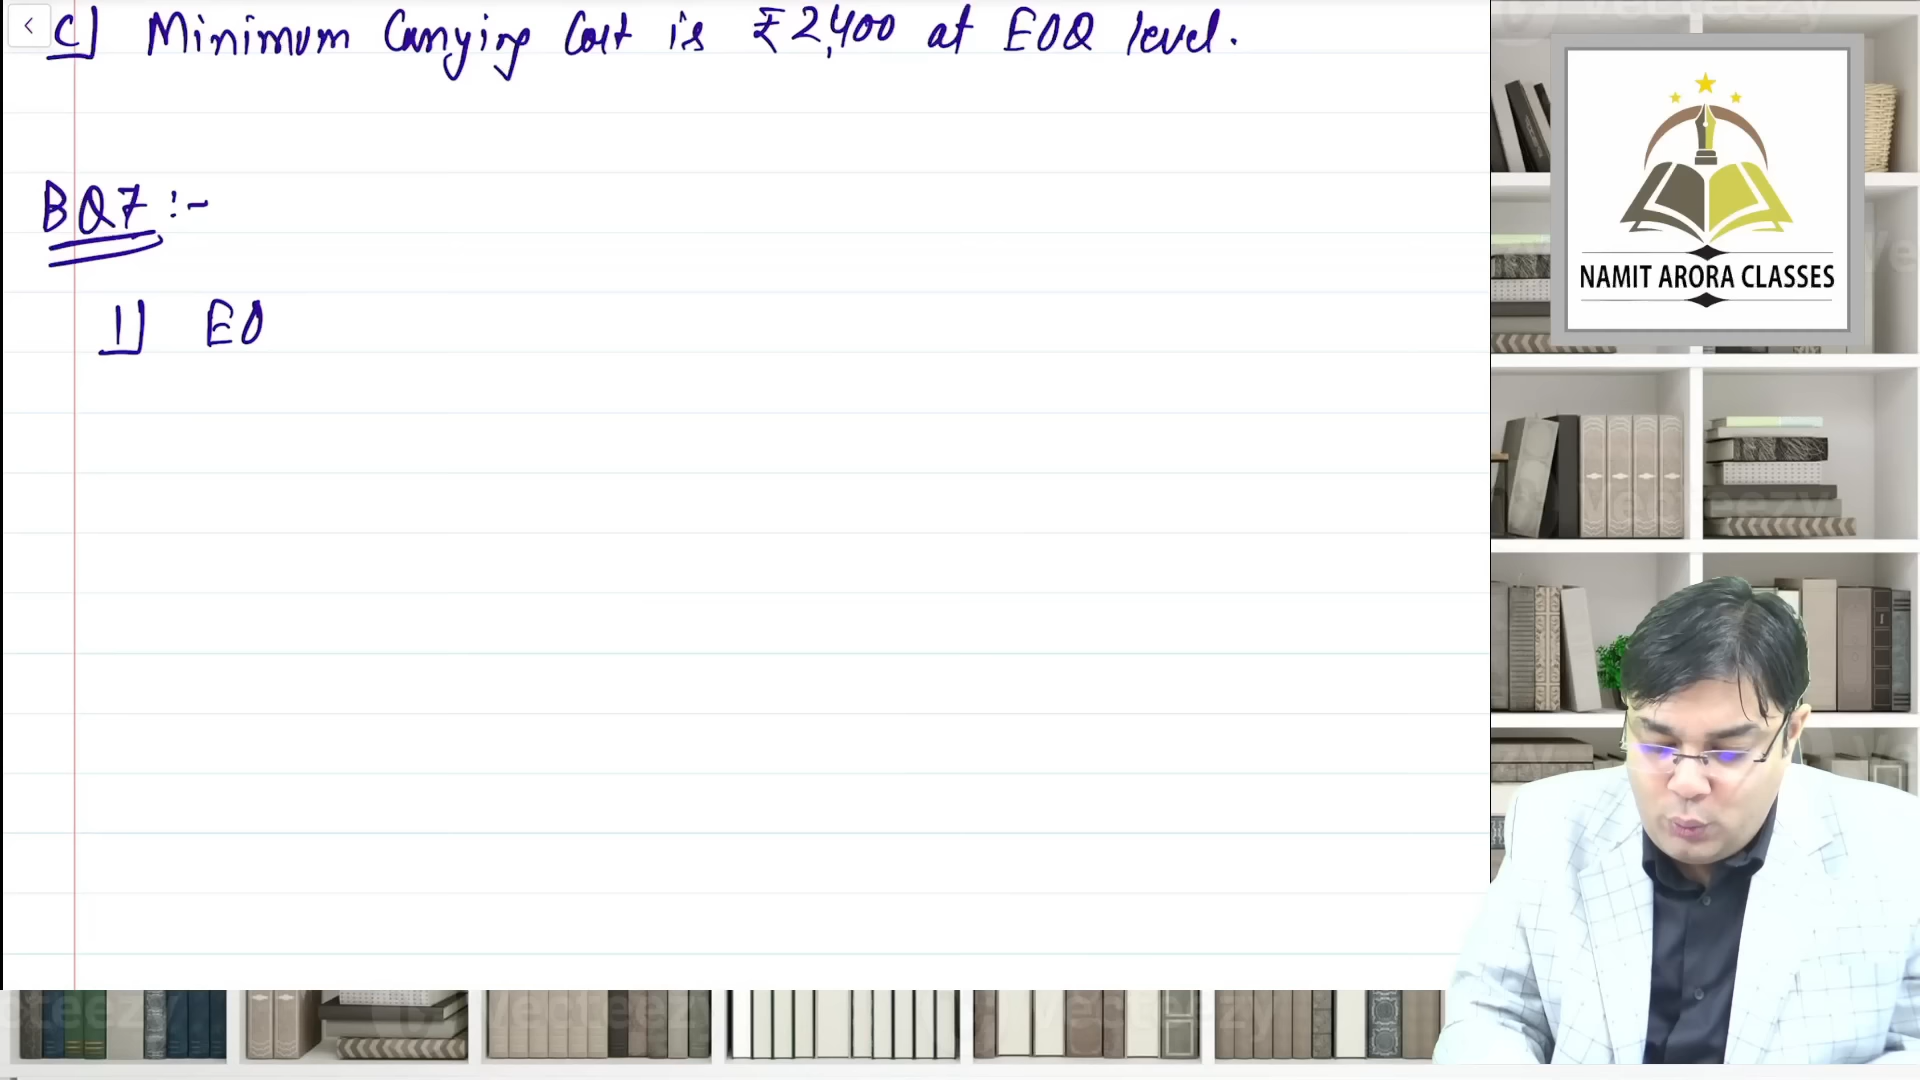 C] Minimum Carrying Cost is ₹2,400 at EOQ level.
BQ7 :-
1] EO
NAMIT ARORA CLASSES